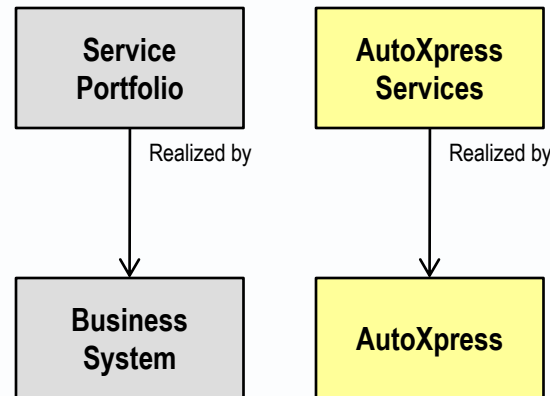 Service
Portfolio
AutoXpress
Services
Realized by
Realized by
Business
System
AutoXpress